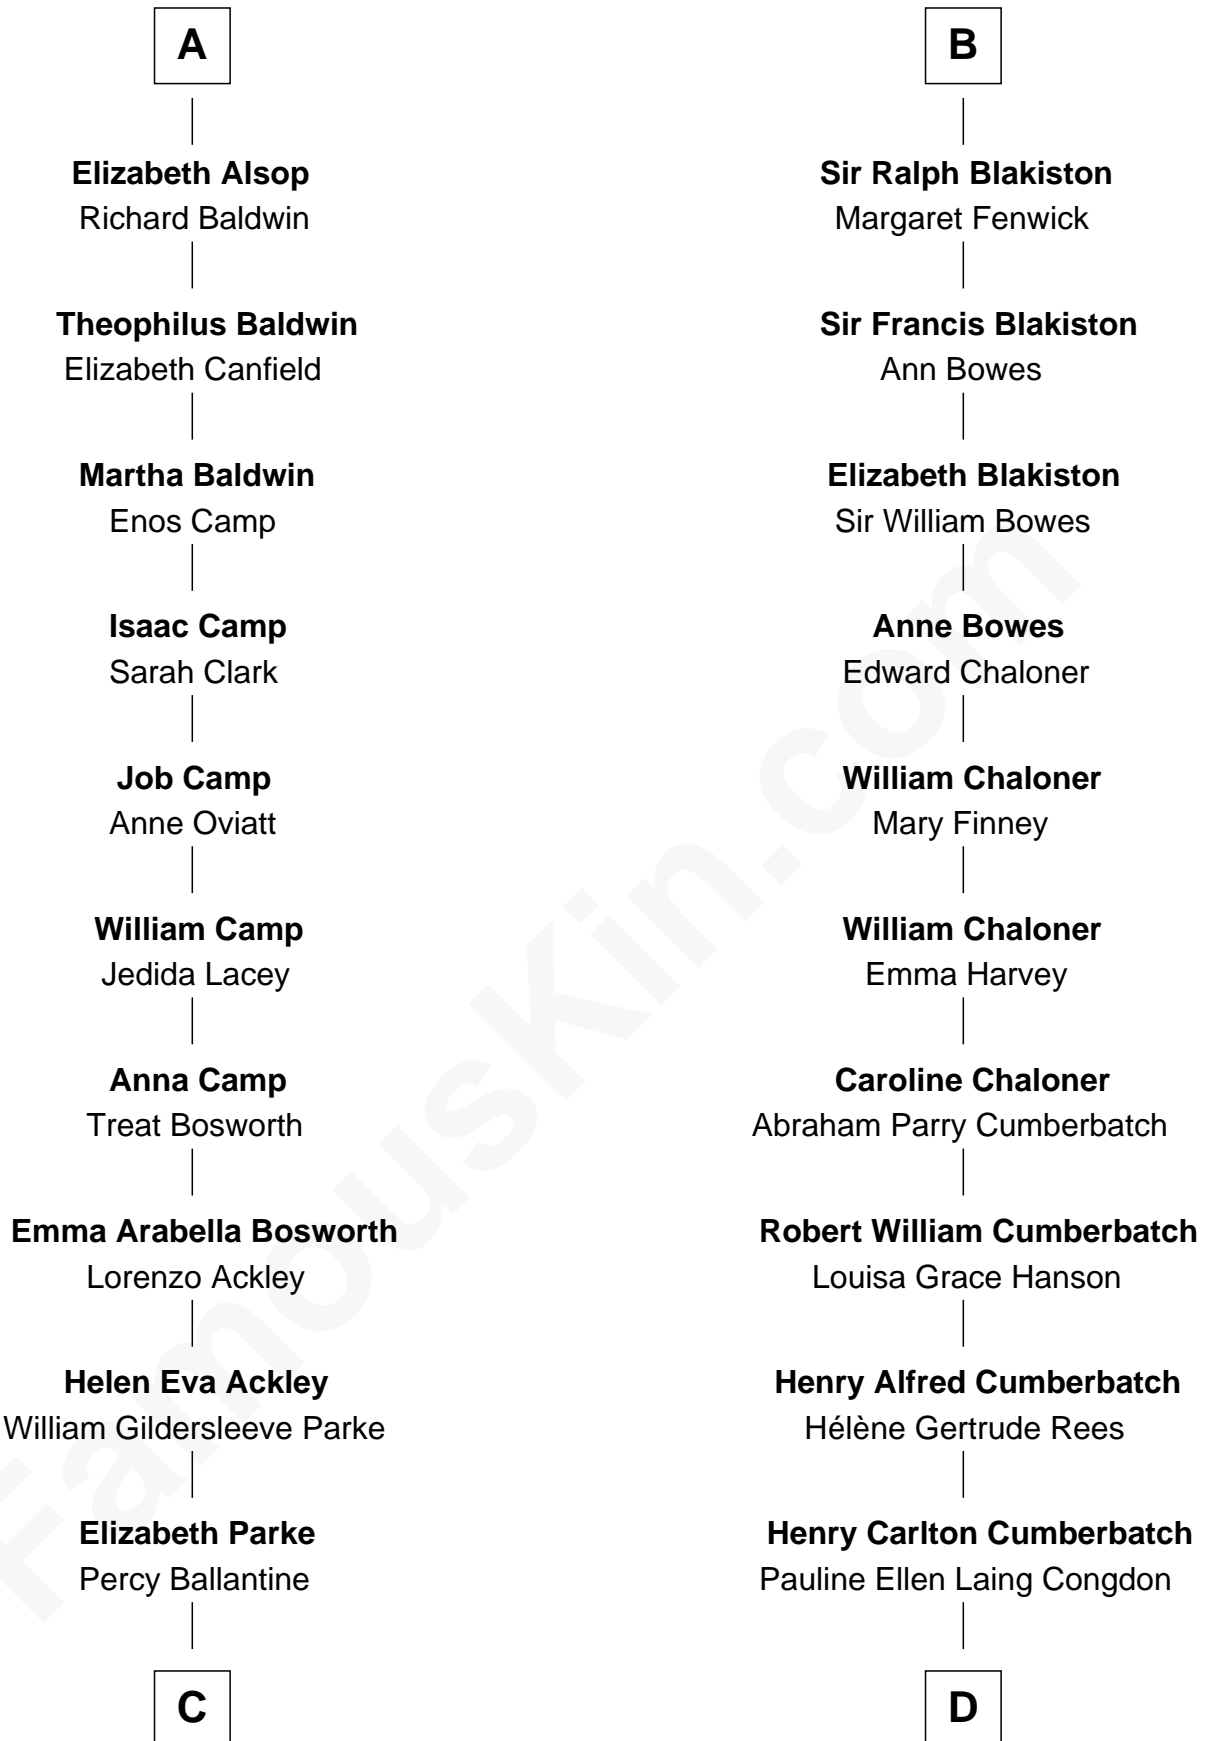 A
Elizabeth Alsop
Richard Baldwin
Theophilus Baldwin
Elizabeth Canfield
Martha Baldwin
Enos Camp
Isaac Camp
Sarah Clark
Job Camp
Anne Oviatt
William Camp
Jedida Lacey
Anna Camp
Treat Bosworth
Emma Arabella Bosworth
Lorenzo Ackley
Helen Eva Ackley
William Gildersleeve Parke
Elizabeth Parke
Percy Ballantine
C
B
Sir Ralph Blakiston
Margaret Fenwick
Sir Francis Blakiston
Ann Bowes
Elizabeth Blakiston
Sir William Bowes
Anne Bowes
Edward Chaloner
William Chaloner
Mary Finney
William Chaloner
Emma Harvey
Caroline Chaloner
Abraham Parry Cumberbatch
Robert William Cumberbatch
Louisa Grace Hanson
Henry Alfred Cumberbatch
Hélène Gertrude Rees
Henry Carlton Cumberbatch
Pauline Ellen Laing Congdon
D
FamousKin.com